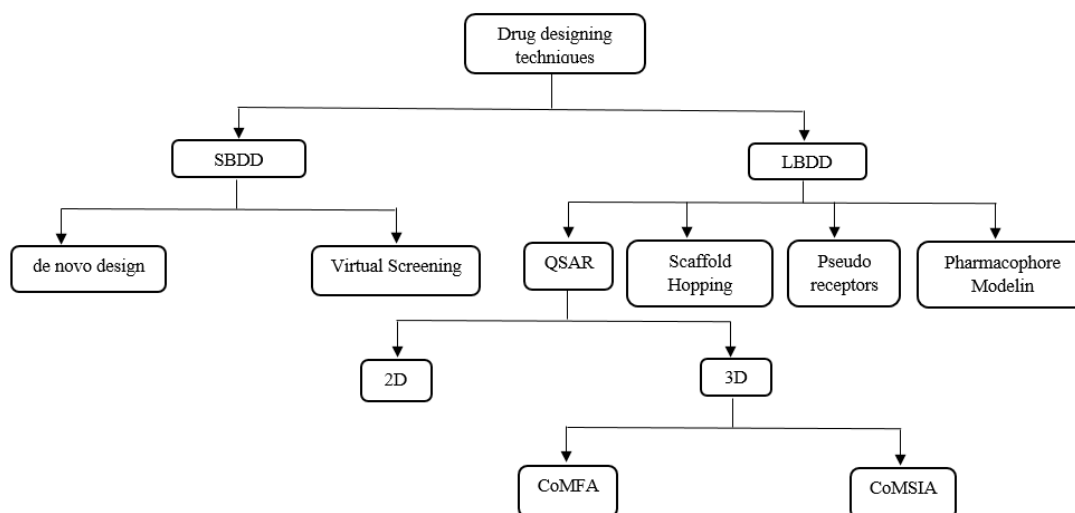 Drug designing
techniques
SBDD
LBDD
de novo design
Virtual Screening
QSAR
Scaffold
Hopping
Pseudo
receptors
Pharmacophore
Modelin
2D
3D
CoMFA
CoMSIA